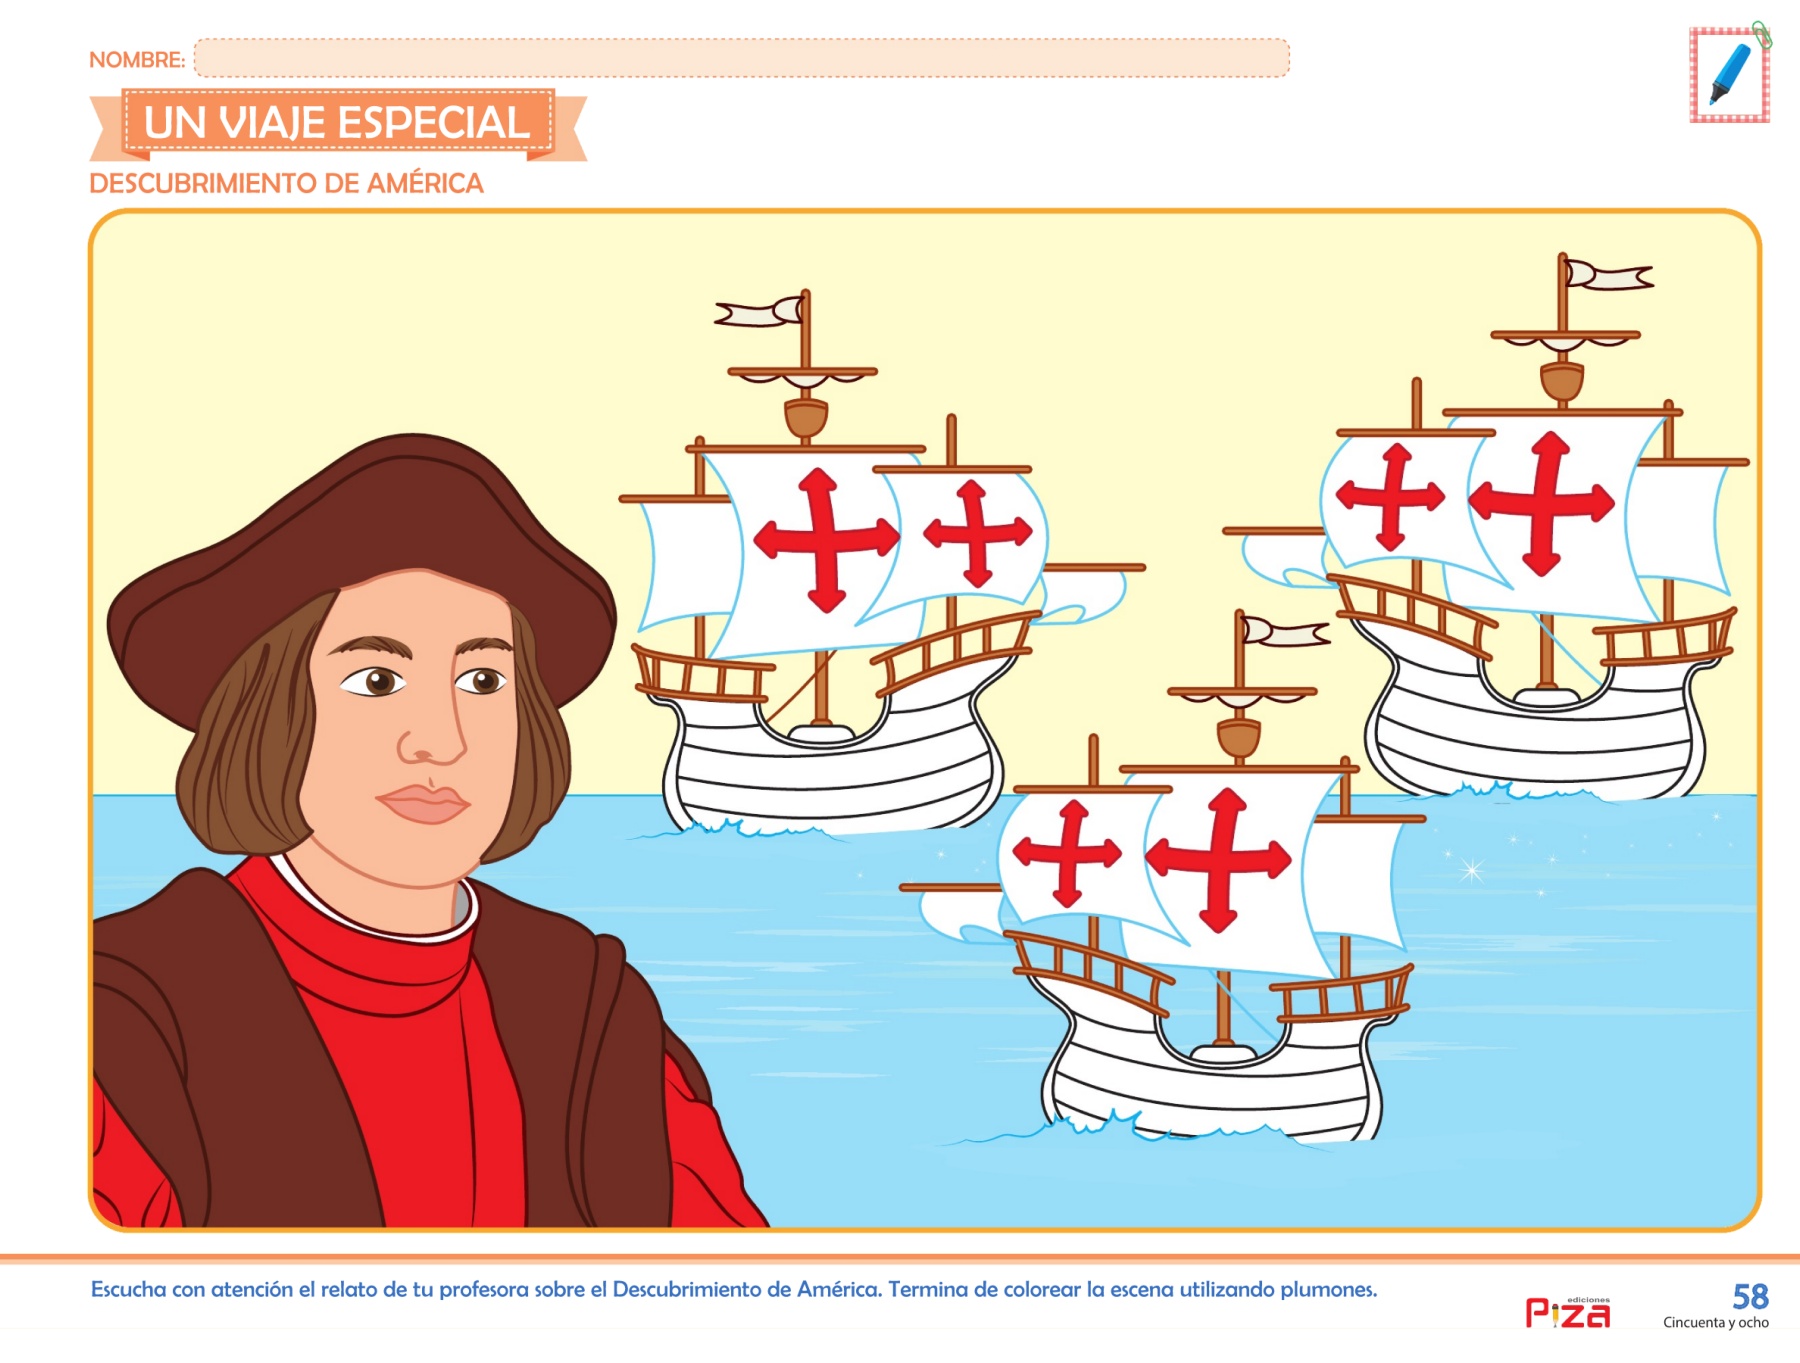 NOMBRE:
UN VIAJE ESPECIAL
DESCUBRIMIENTO DE AMÉRICA
Escucha con atención el relato de tu profesora sobre el Descubrimiento de América. Termina de colorear la escena utilizando plumones.
ediciones
Piza
58
Cincuenta y ocho